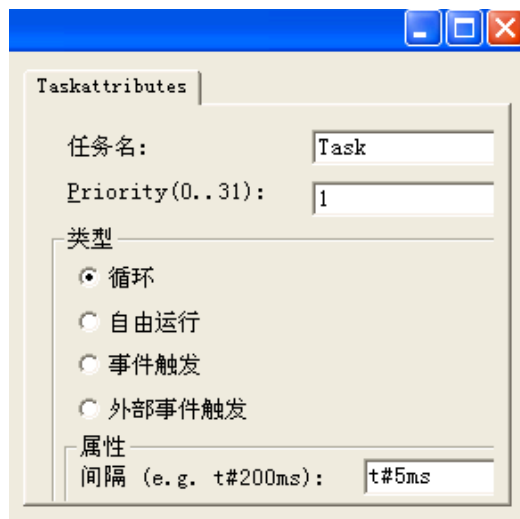 Taskattributes
任务名: Task
Priority(0..31): 1
类型
循环
自由运行
事件触发
外部事件触发
属性
间隔 (e.g. t#200ms): t#5ms